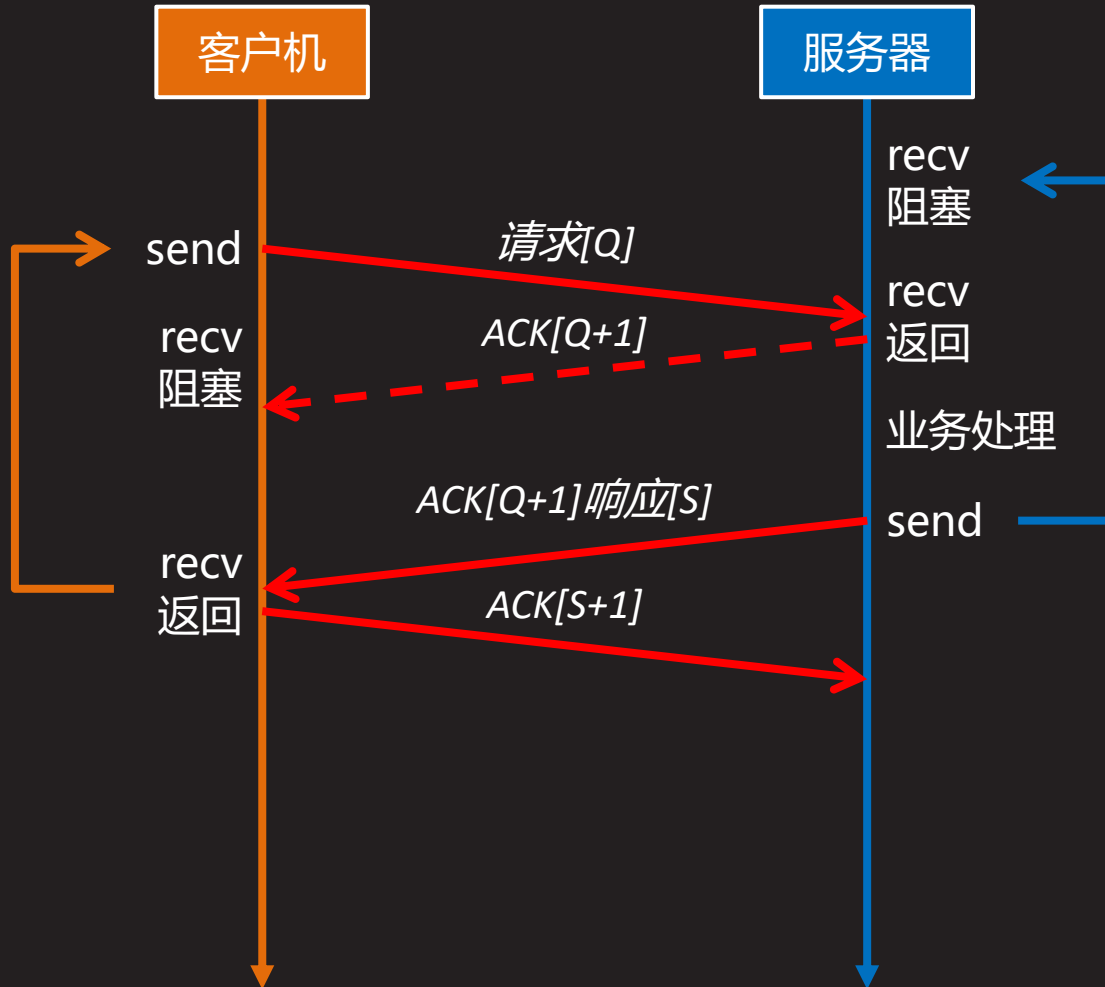 客户机
服务器
recv
阻塞
send
请求[Q]
recv
返回
recv
阻塞
ACK[Q+1]
业务处理
ACK[Q+1]响应[S]
send
recv
返回
ACK[S+1]